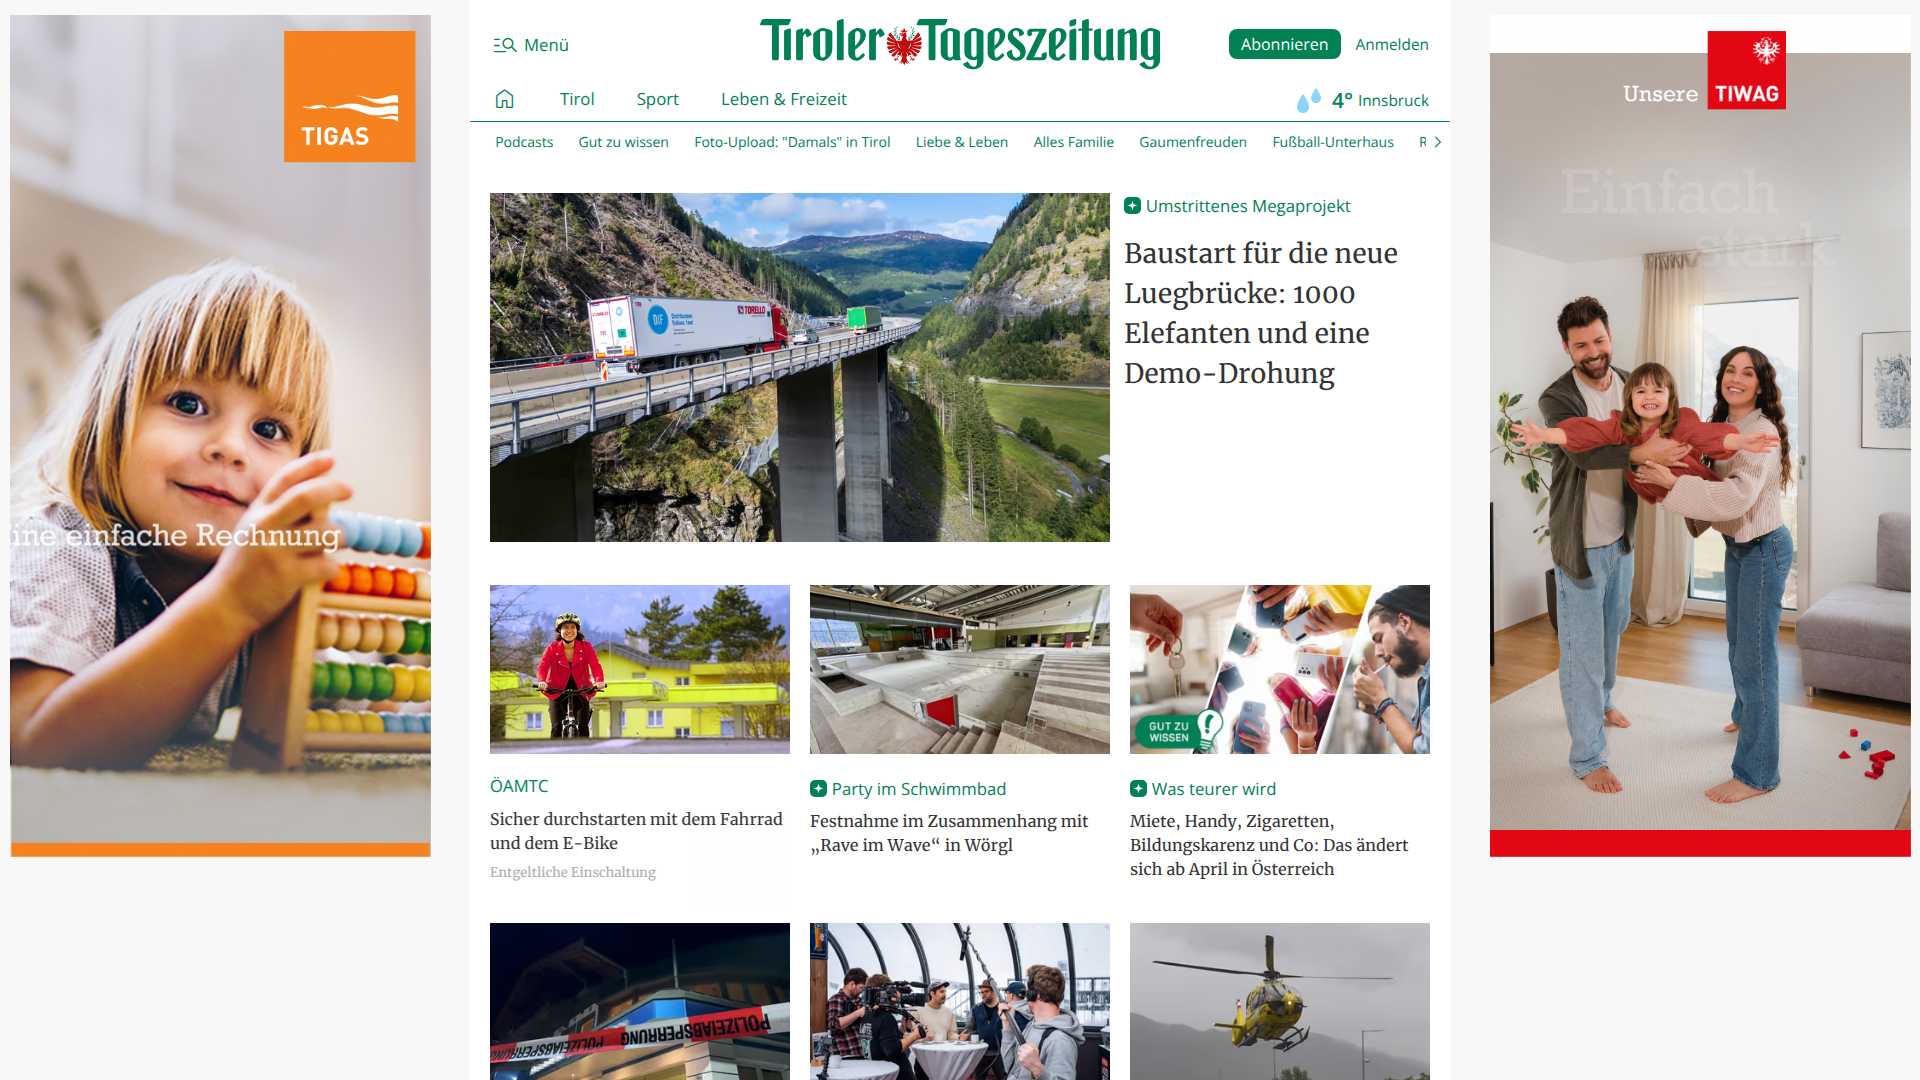 TIGAS
ine einfache Rechnung
Menü
Tiroler Tageszeitung
Abonnieren
Anmelden
Tirol
Sport
Leben & Freizeit
4° Innsbruck
Podcasts
Gut zu wissen
Foto-Upload: "Damals" in Tirol
Liebe & Leben
Alles Familie
Gaumenfreuden
Fußball-Unterhaus
TORELLO
Umstrittenes Megaprojekt
Baustart für die neue
Luegbrücke: 1000
Elefanten und eine
Demo-Drohung
GUT ZU
WISSEN
ÖAMTC
Sicher durchstarten mit dem Fahrrad
und dem E-Bike
Entgeltliche Einschaltung
Party im Schwimmbad
Festnahme im Zusammenhang mit
„Rave im Wave“ in Wörgl
Was teurer wird
Miete, Handy, Zigaretten,
Bildungskarenz und Co: Das ändert
sich ab April in Österreich
POLIZEIABSPERRUNG
POLIZEIABSPERRUNG
Unsere TIWAG
Einfach
stark